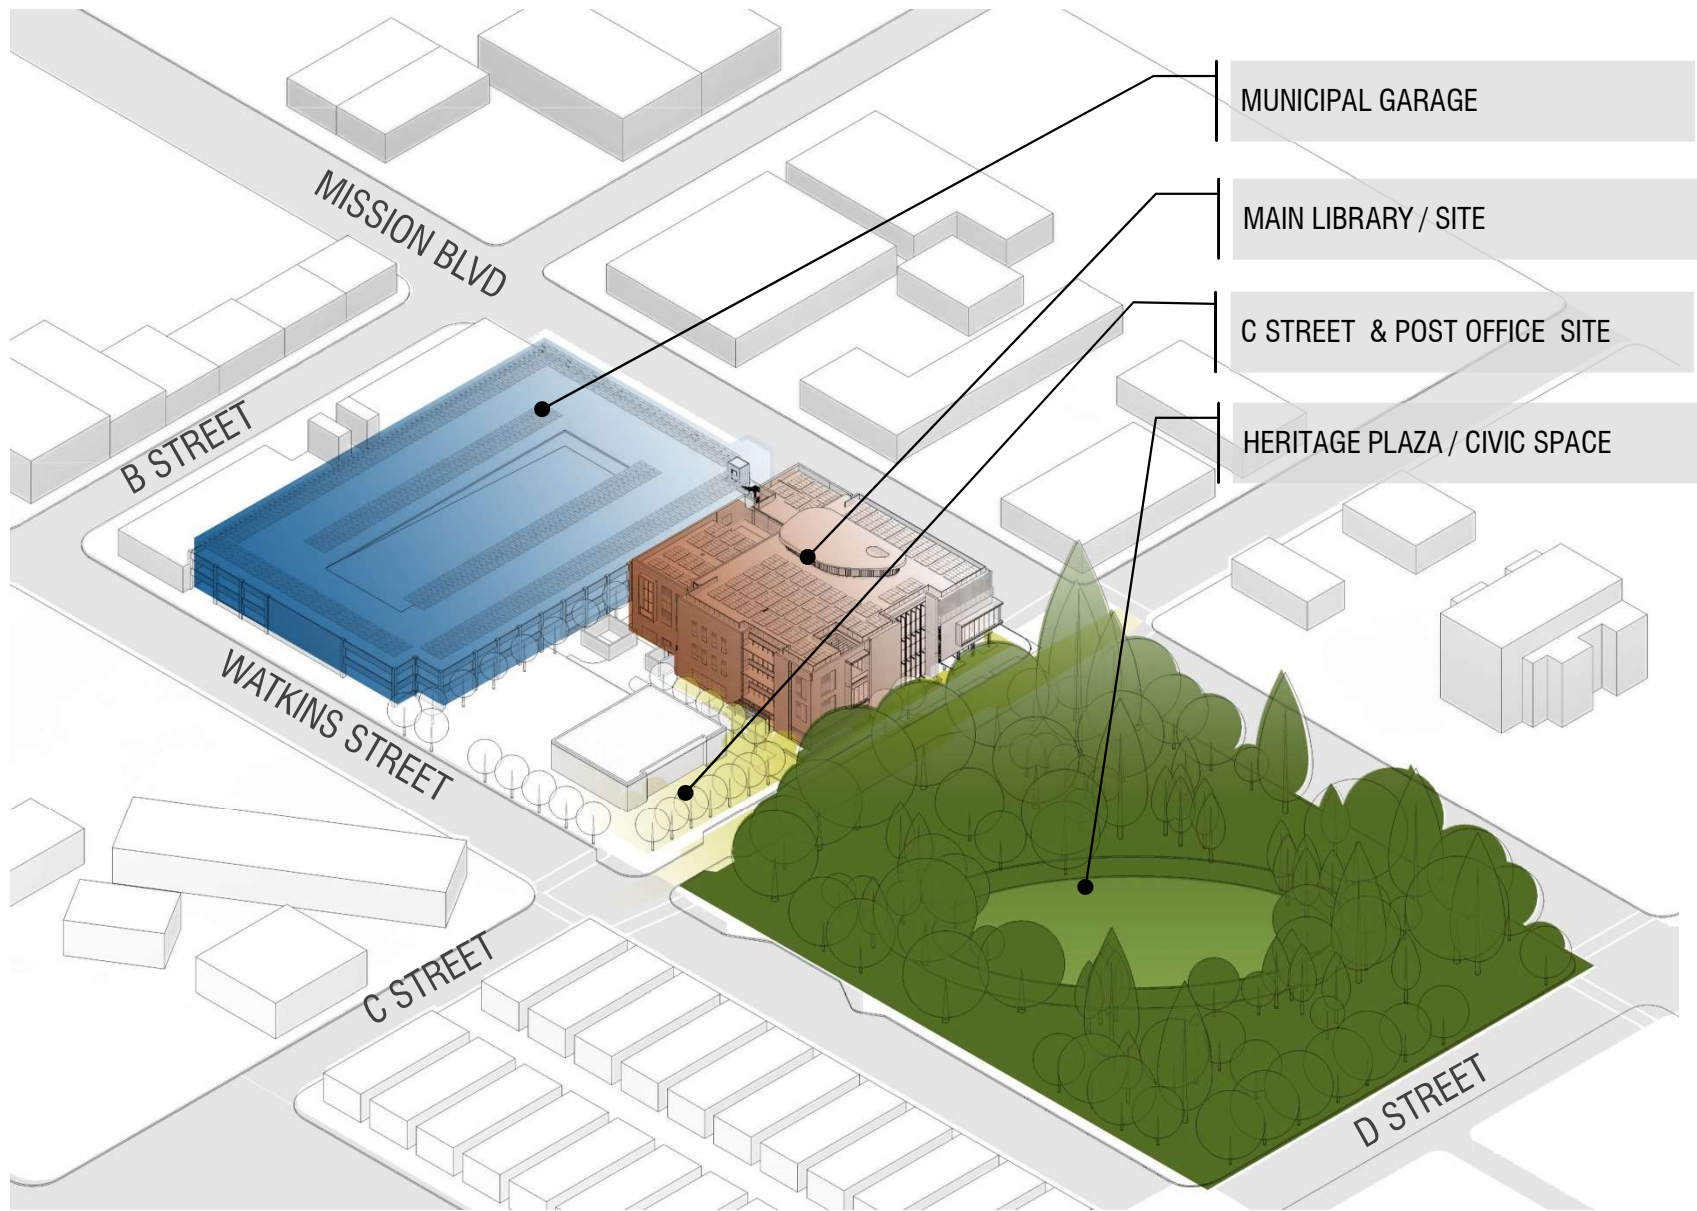 MUNICIPAL GARAGE
MAIN LIBRARY / SITE
C STREET & POST OFFICE SITE
HERITAGE PLAZA / CIVIC SPACE
MISSION BLVD
B STREET
WATKINS STREET
C STREET
D STREET